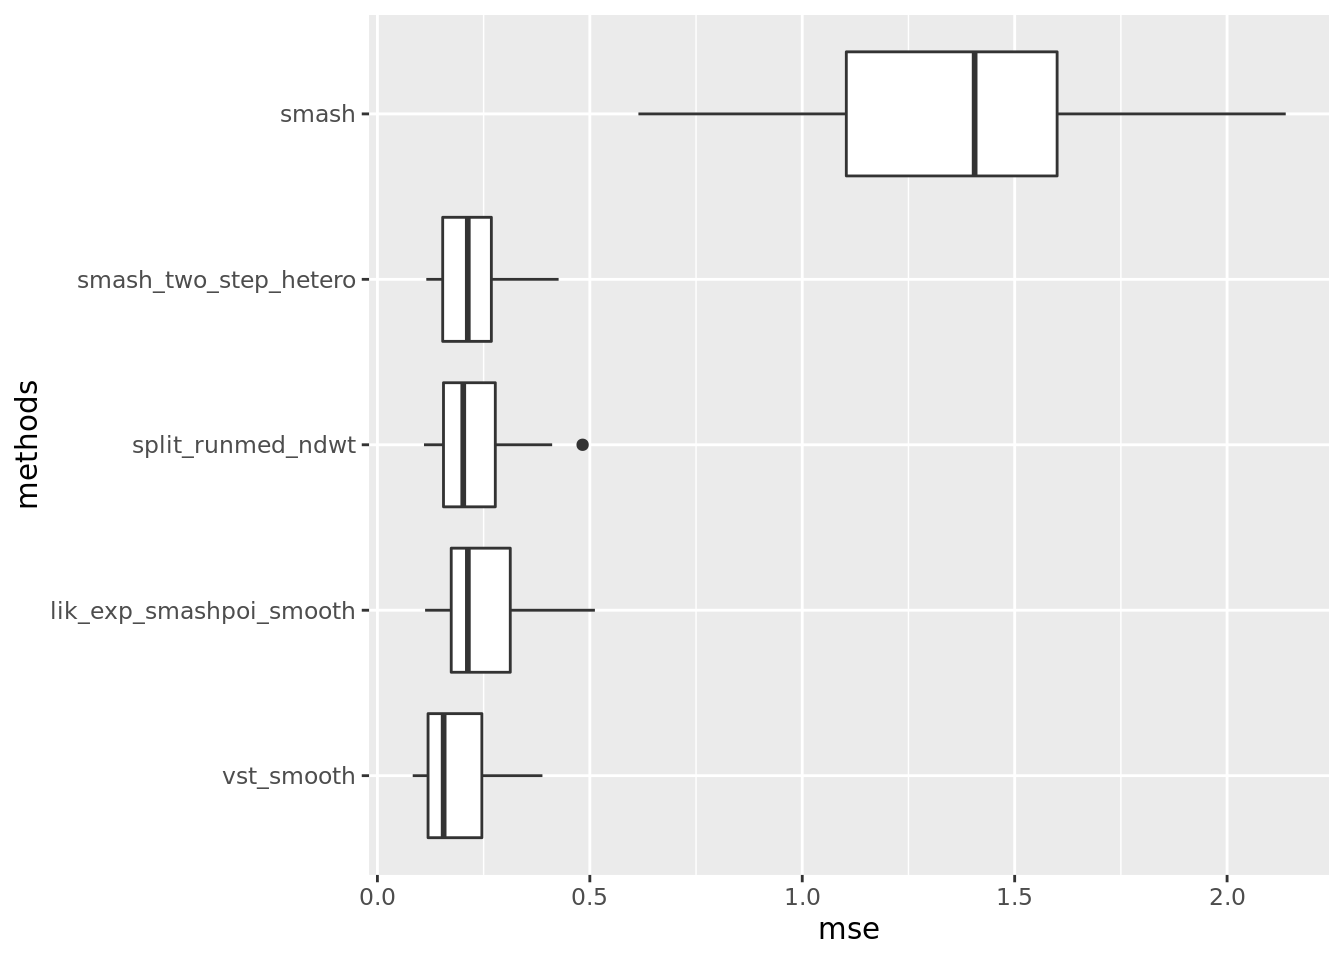 smash
smash_two_step_hetero
split_runmed_ndwt
lik_exp_smashpoi_smooth
vst_smooth
methods
0.0 0.5 1.0 1.5 2.0
mse